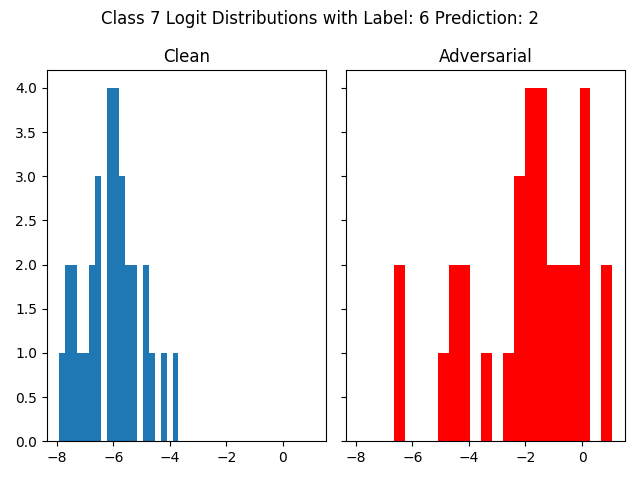 Class 7 Logit Distributions with Label: 6 Prediction: 2
Clean
Adversarial
4.0
3.5
3.0
2.5
2.0
1.5
1.0
0.5
0.0
−8 −6 −4 −2 0
−8 −6 −4 −2 0